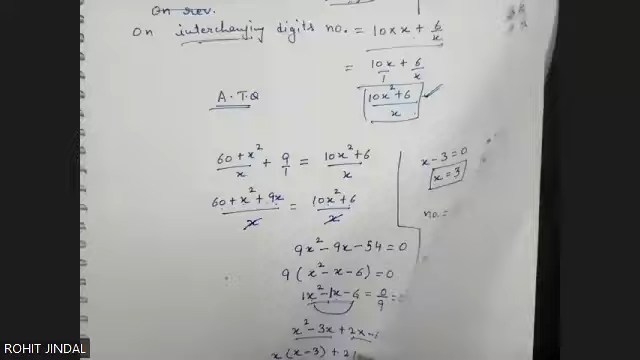 On rev.
On interchanging digits no. = 10 × x + 6/x
= 10x/1 + 6/x
(10x² + 6)/x
A.T.Q
(60 + x²)/x + 9/1 = (10x² + 6)/x
(60 + x² + 9x)/x = (10x² + 6)/x
9x² - 9x - 54 = 0
9(x² - x - 6) = 0
1x² - 1x - 6 = 0/9 =
x² - 3x + 2x -
x(x - 3) + 2
x - 3 = 0
x = 3
no. =
ROHIT JINDAL